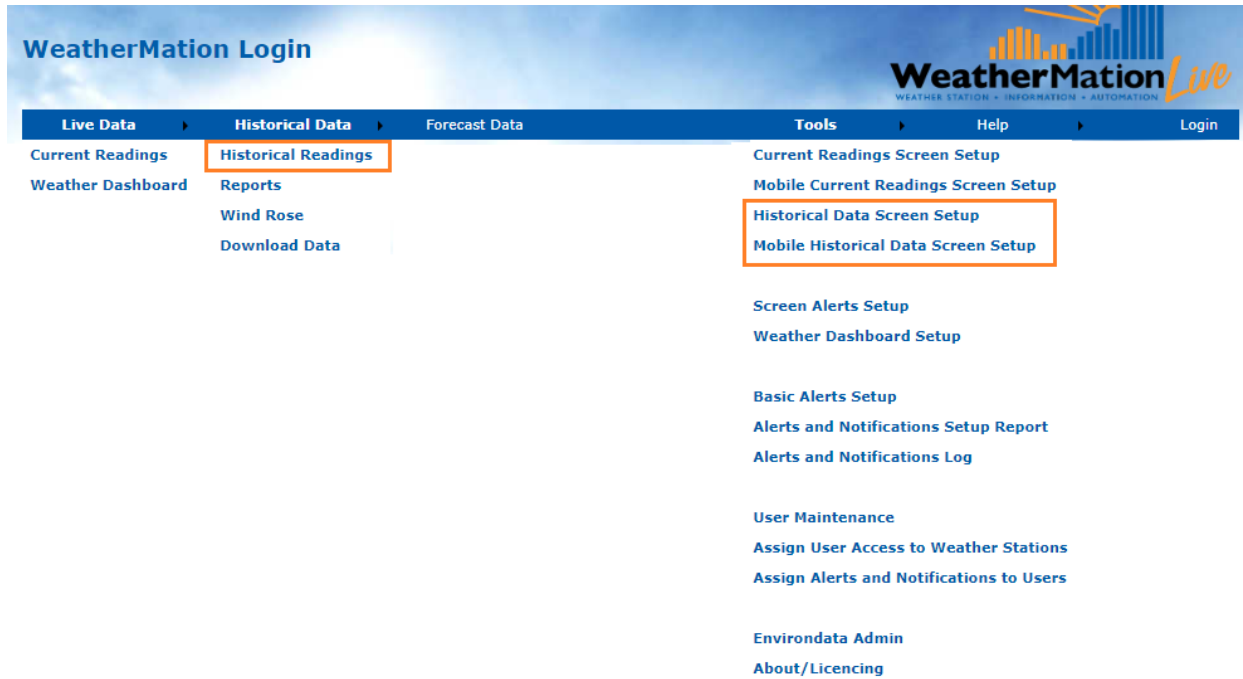 WeatherMation Login
WeatherMation Live
WEATHER STATION • INFORMATION • AUTOMATION
Live Data Historical Data Forecast Data Tools Help Login
Current Readings Historical Readings Current Readings Screen Setup
Weather Dashboard Reports Mobile Current Readings Screen Setup
Wind Rose Historical Data Screen Setup
Download Data Mobile Historical Data Screen Setup
Screen Alerts Setup
Weather Dashboard Setup
Basic Alerts Setup
Alerts and Notifications Setup Report
Alerts and Notifications Log
User Maintenance
Assign User Access to Weather Stations
Assign Alerts and Notifications to Users
Environdata Admin
About/Licencing